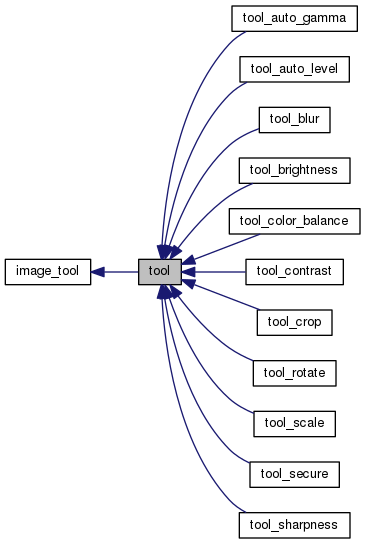 tool_auto_gamma
tool_auto_level
tool_blur
tool_brightness
tool_color_balance
image_tool
tool
tool_contrast
tool_crop
tool_rotate
tool_scale
tool_secure
tool_sharpness